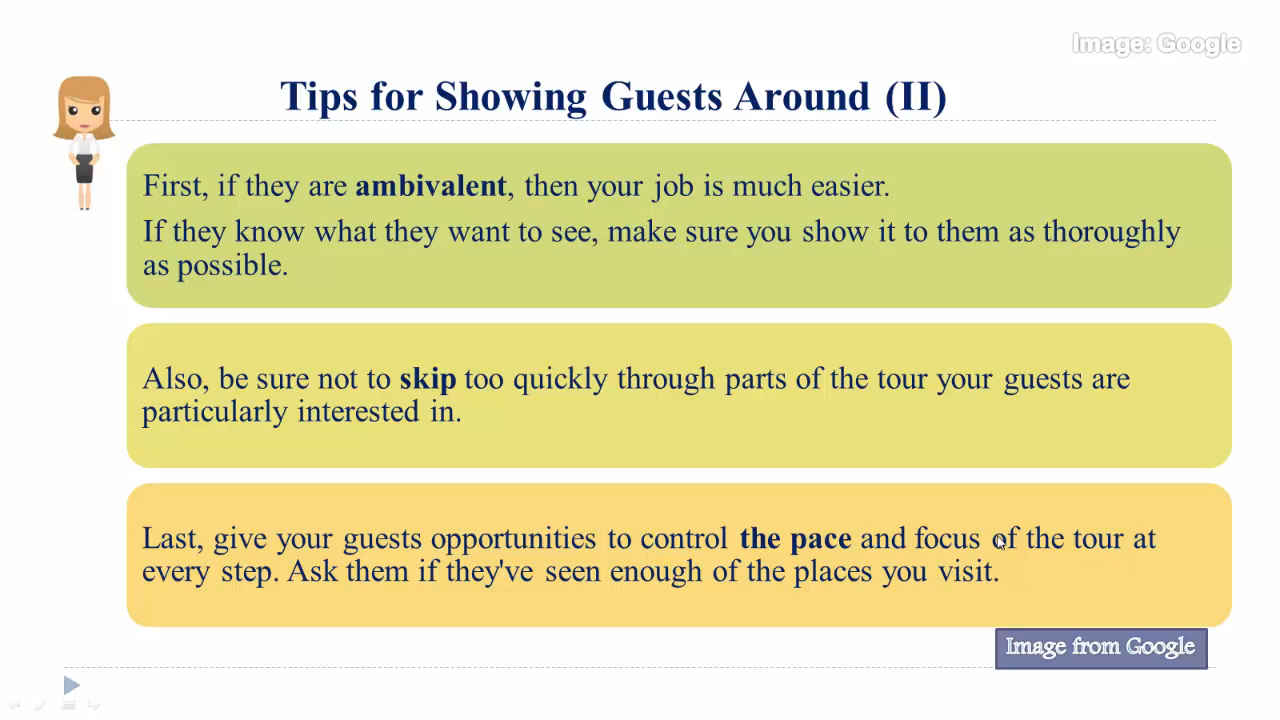 Image: Google
Tips for Showing Guests Around (II)
First, if they are ambivalent, then your job is much easier.
If they know what they want to see, make sure you show it to them as thoroughly
as possible.
Also, be sure not to skip too quickly through parts of the tour your guests are
particularly interested in.
Last, give your guests opportunities to control the pace and focus of the tour at
every step. Ask them if they've seen enough of the places you visit.
Image from Google